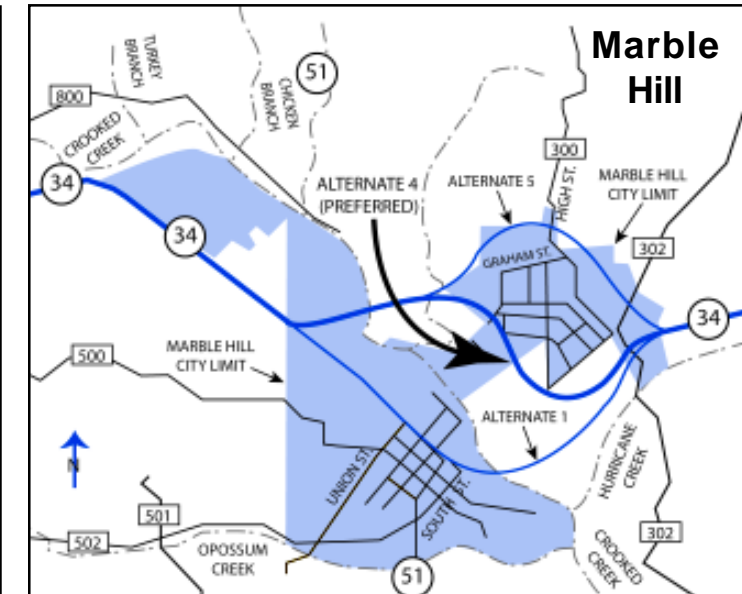 Marble
Hill
TURKEY
BRANCH
51
CHICKEN
BRANCH
800
CROOKED
CREEK
34
34
ALTERNATE 4
(PREFERRED)
ALTERNATE 5
300
HIGH ST.
MARBLE HILL
CITY LIMIT
302
GRAHAM ST.
34
MARBLE HILL
CITY LIMIT
500
ALTERNATE 1
N
UNION ST.
SOUTH ST.
HURRICANE
CREEK
501
502
OPOSSUM
CREEK
51
CROOKED
CREEK
302